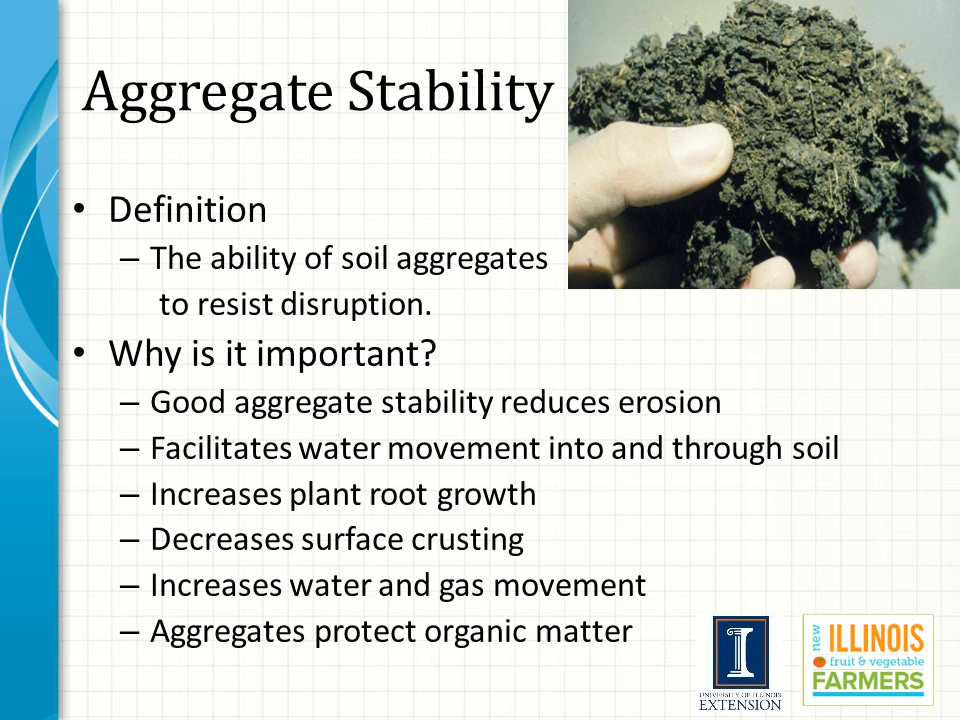 Aggregate Stability
• Definition
– The ability of soil aggregates
to resist disruption.
• Why is it important?
– Good aggregate stability reduces erosion
– Facilitates water movement into and through soil
– Increases plant root growth
– Decreases surface crusting
– Increases water and gas movement
– Aggregates protect organic matter
I
UNIVERSITY OF ILLINOIS
EXTENSION
new
ILLINOIS
fruit & vegetable
FARMERS